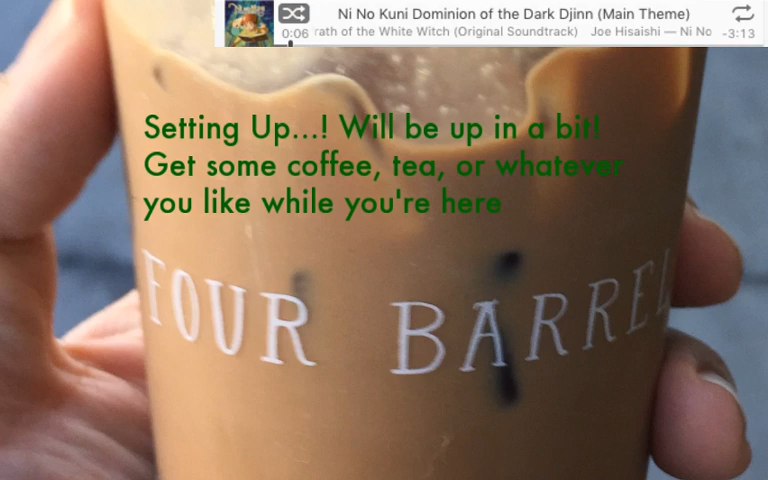 Ni No Kuni Dominion of the Dark Djinn (Main Theme)
0:06 rath of the White Witch (Original Soundtrack) Joe Hisaishi — Ni No -3:13
Setting Up...! Will be up in a bit!
Get some coffee, tea, or whatever
you like while you're here
FOUR BARREL